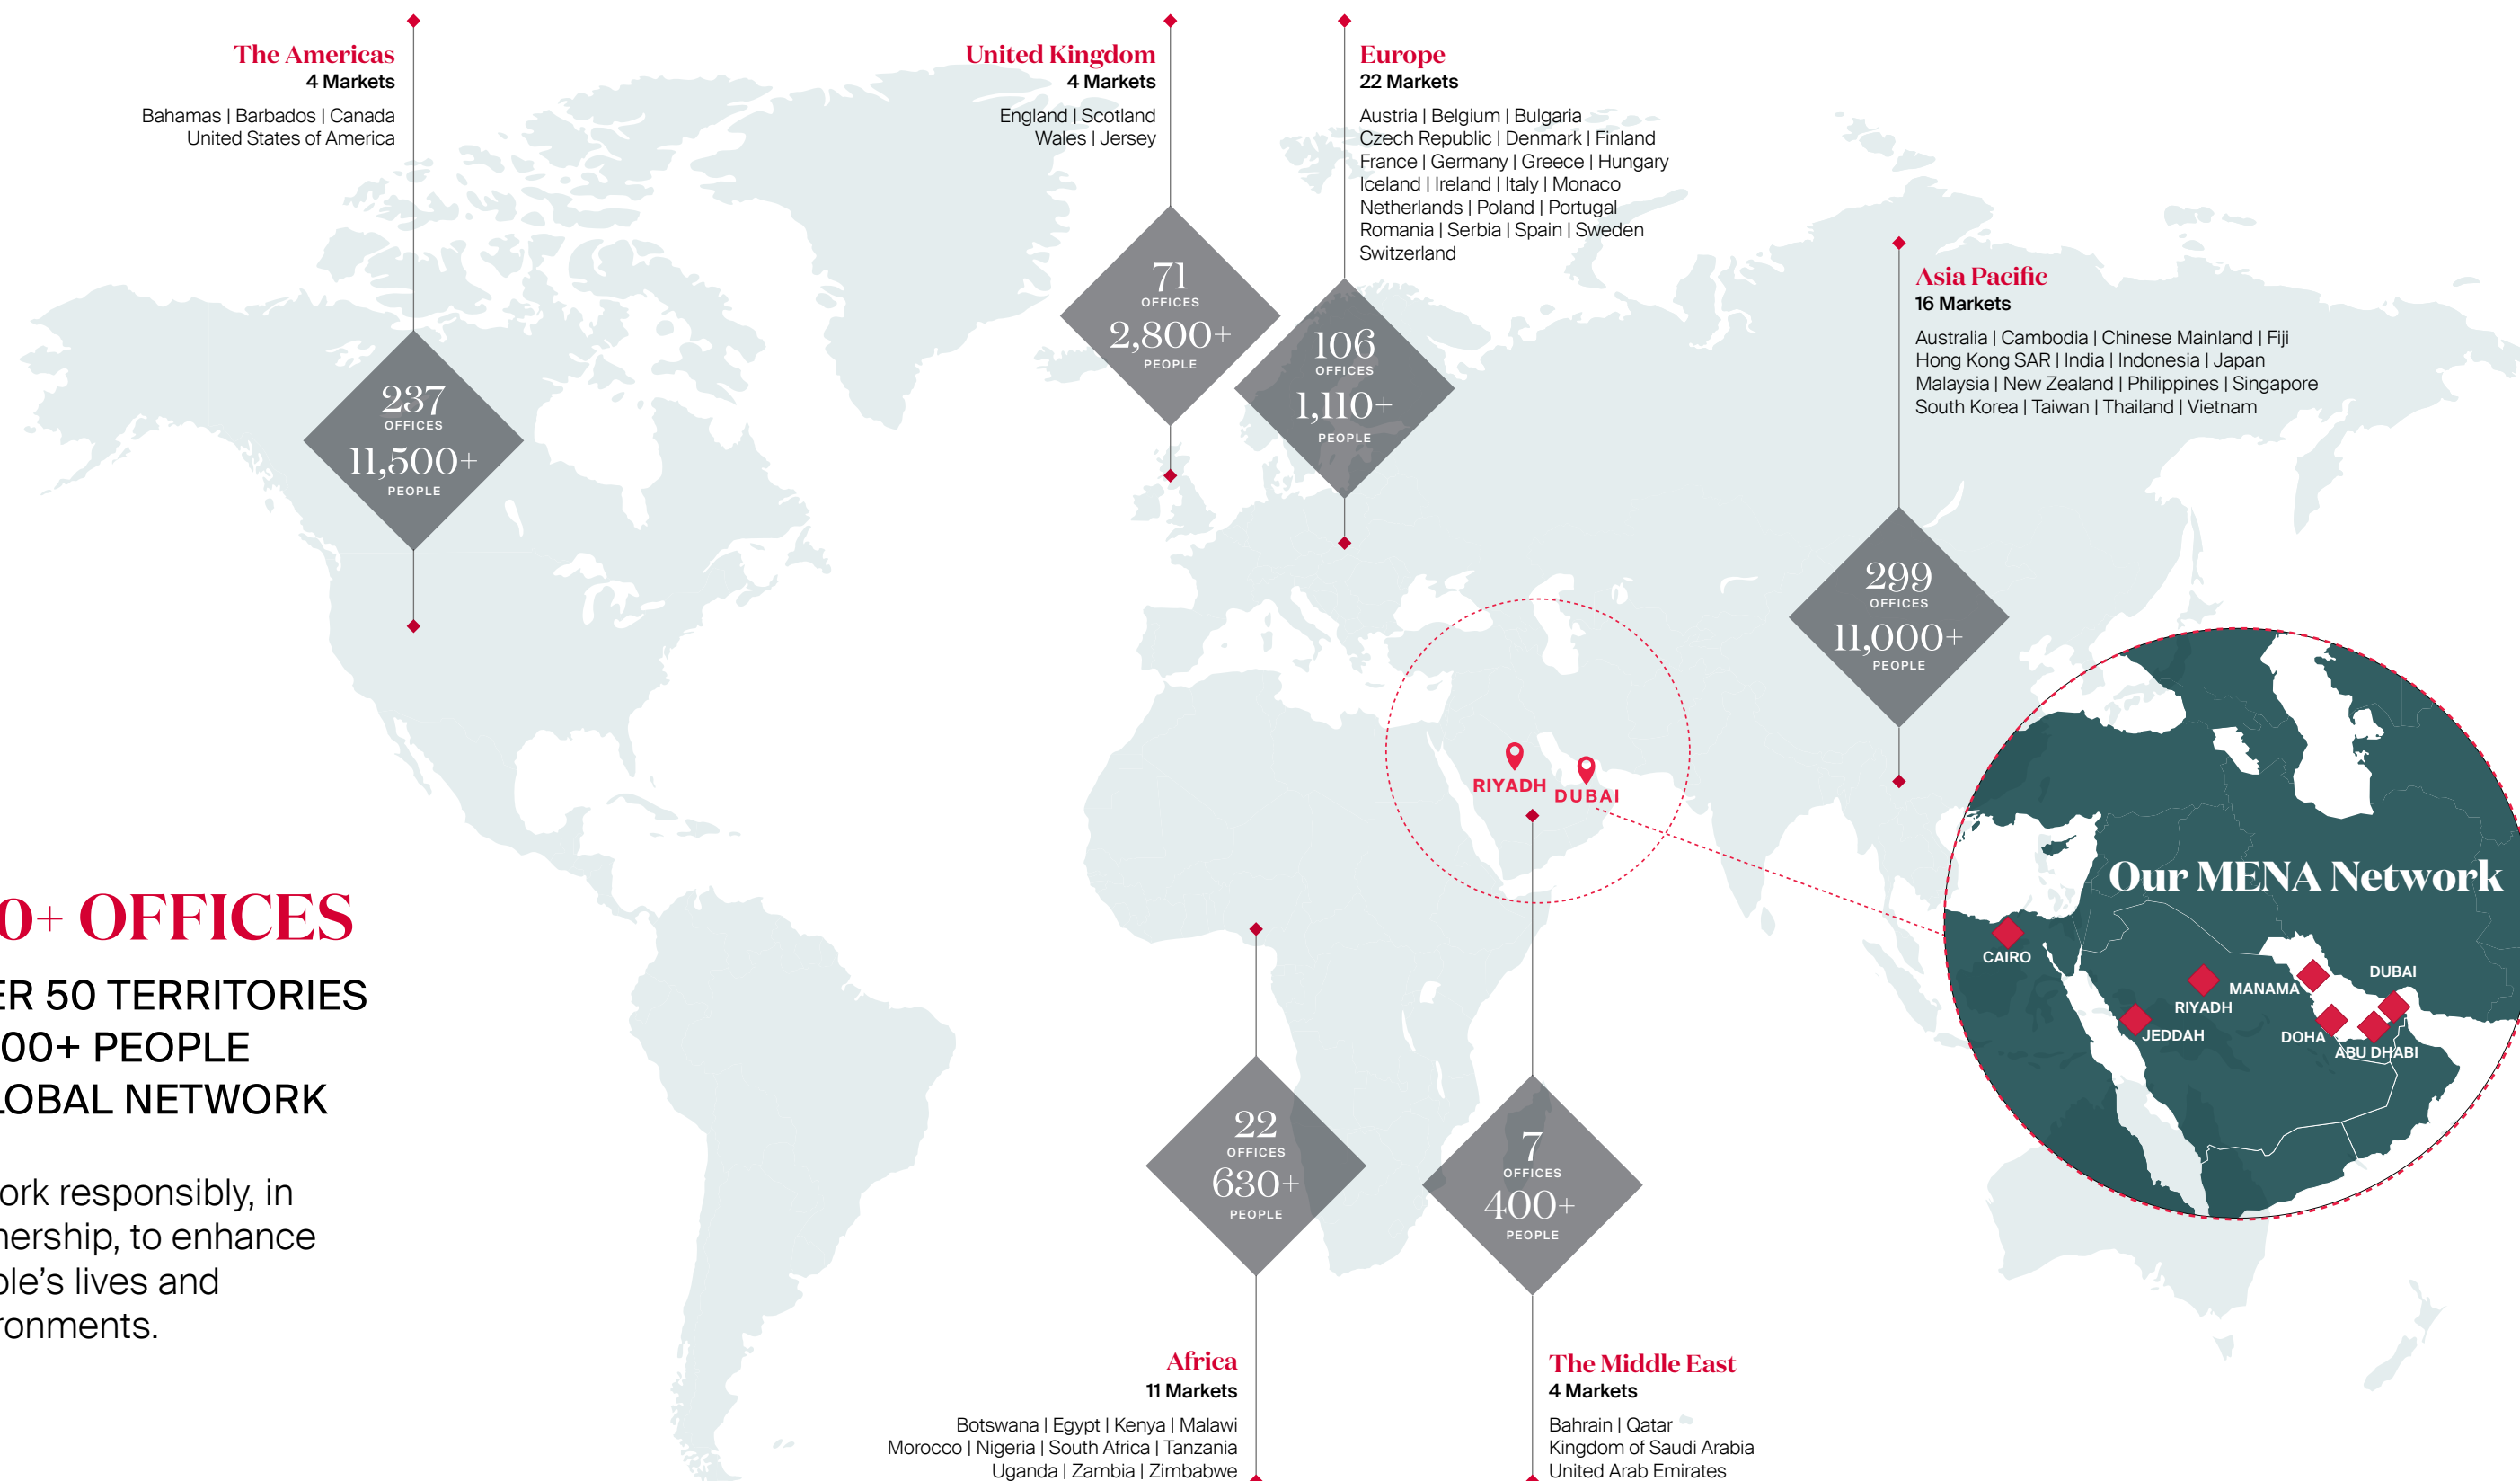 The Americas
4 Markets
Bahamas | Barbados | Canada
United States of America
237
OFFICES
11,500+
PEOPLE
United Kingdom
4 Markets
England | Scotland
Wales | Jersey
71
OFFICES
2,800+
PEOPLE
Europe
22 Markets
Austria | Belgium | Bulgaria
Czech Republic | Denmark | Finland
France | Germany | Greece | Hungary
Iceland | Ireland | Italy | Monaco
Netherlands | Poland | Portugal
Romania | Serbia | Spain | Sweden
Switzerland
106
OFFICES
1,110+
PEOPLE
Asia Pacific
16 Markets
Australia | Cambodia | Chinese Mainland | Fiji
Hong Kong SAR | India | Indonesia | Japan
Malaysia | New Zealand | Philippines | Singapore
South Korea | Taiwan | Thailand | Vietnam
299
OFFICES
11,000+
PEOPLE
RIYADH
DUBAI
Our MENA Network
CAIRO
RIYADH
JEDDAH
MANAMA
DOHA
DUBAI
ABU DHABI
0+ OFFICES
ER 50 TERRITORIES
00+ PEOPLE
LOBAL NETWORK
ork responsibly, in
nership, to enhance
ple's lives and
ronments.
22
OFFICES
630+
PEOPLE
Africa
11 Markets
Botswana | Egypt | Kenya | Malawi
Morocco | Nigeria | South Africa | Tanzania
Uganda | Zambia | Zimbabwe
7
OFFICES
400+
PEOPLE
The Middle East
4 Markets
Bahrain | Qatar
Kingdom of Saudi Arabia
United Arab Emirates